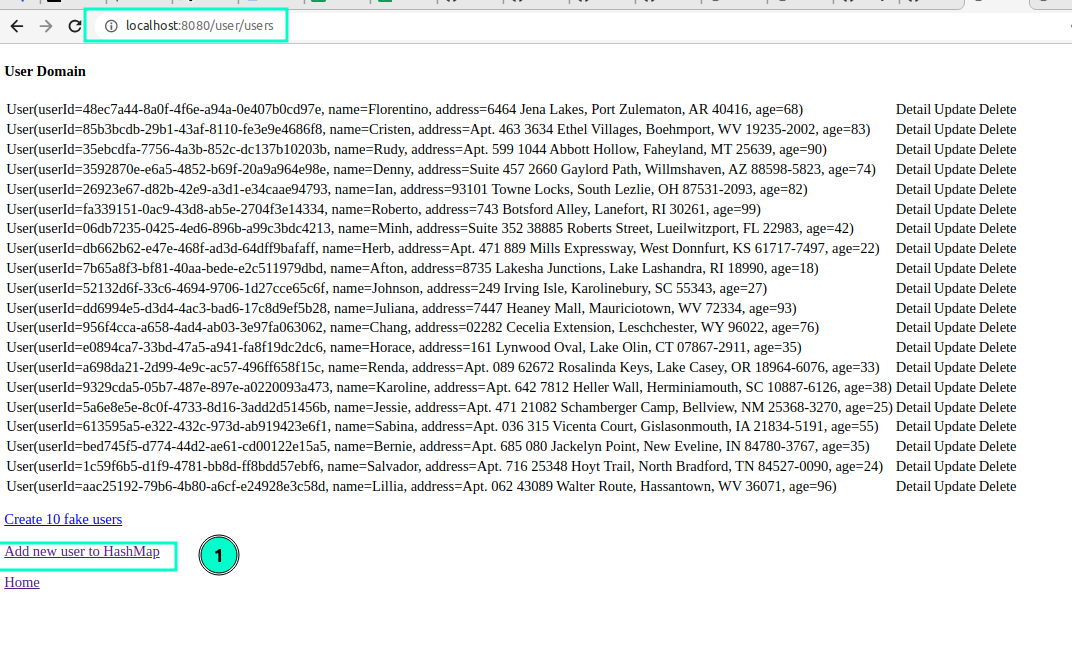 localhost:8080/user/users
User Domain
User(userId=48ec7a44-8a0f-4f6e-a94a-0e407b0cd97e, name=Florentino, address=6464 Jena Lakes, Port Zulematon, AR 40416, age=68) Detail Update Delete
User(userId=85b3bcdb-29b1-43af-8110-fe3e9e4686f8, name=Cristen, address=Apt. 463 3634 Ethel Villages, Boehmport, WV 19235-2002, age=83) Detail Update Delete
User(userId=35ebcdfa-7756-4a3b-852c-dc137b10203b, name=Rudy, address=Apt. 599 1044 Abbott Hollow, Faheyland, MT 25639, age=90) Detail Update Delete
User(userId=3592870e-e6a5-4852-b69f-20a9a964e98e, name=Denny, address=Suite 457 2660 Gaylord Path, Willmshaven, AZ 88598-5823, age=74) Detail Update Delete
User(userId=26923e67-d82b-42e9-a3d1-e34caae94793, name=Ian, address=93101 Towne Locks, South Lezlie, OH 87531-2093, age=82) Detail Update Delete
User(userId=fa339151-0ac9-43d8-ab5e-2704f3e14334, name=Roberto, address=743 Botsford Alley, Lanefort, RI 30261, age=99) Detail Update Delete
User(userId=06db7235-0425-4ed6-896b-a99c3bdc4213, name=Minh, address=Suite 352 38885 Roberts Street, Lueilwitzport, FL 22983, age=42) Detail Update Delete
User(userId=db662b62-e47e-468f-ad3d-64dff9bafaff, name=Herb, address=Apt. 471 889 Mills Expressway, West Donnfurt, KS 61717-7497, age=22) Detail Update Delete
User(userId=7b65a8f3-bf81-40aa-bede-e2c511979dbd, name=Afton, address=8735 Lakesha Junctions, Lake Lashandra, RI 18990, age=18) Detail Update Delete
User(userId=52132d6f-33c6-4694-9706-1d27cce65c6f, name=Johnson, address=249 Irving Isle, Karolinebury, SC 55343, age=27) Detail Update Delete
User(userId=dd6994e5-d3d4-4ac3-bad6-17c8d9ef5b28, name=Juliana, address=7447 Heaney Mall, Mauriciotown, WV 72334, age=93) Detail Update Delete
User(userId=956f4cca-a658-4ad4-ab03-3e97fa063062, name=Chang, address=02282 Cecelia Extension, Leschchester, WY 96022, age=76) Detail Update Delete
User(userId=e0894ca7-33bd-47a5-a941-fa8f19dc2dc6, name=Horace, address=161 Lynwood Oval, Lake Olin, CT 07867-2911, age=35) Detail Update Delete
User(userId=a698da21-2d99-4e9c-ac57-496ff658f15c, name=Renda, address=Apt. 089 62672 Rosalinda Keys, Lake Casey, OR 18964-6076, age=33) Detail Update Delete
User(userId=9329cda5-05b7-487e-897e-a0220093a473, name=Karoline, address=Apt. 642 7812 Heller Wall, Herminiamouth, SC 10887-6126, age=38) Detail Update Delete
User(userId=5a6e8e5e-8c0f-4733-8d16-3add2d51456b, name=Jessie, address=Apt. 471 21082 Schamberger Camp, Bellview, NM 25368-3270, age=25) Detail Update Delete
User(userId=613595a5-e322-432c-973d-ab919423e6f1, name=Sabina, address=Apt. 036 315 Vicenta Court, Gislasonmouth, IA 21834-5191, age=55) Detail Update Delete
User(userId=bed745f5-d774-44d2-ae61-cd00122e15a5, name=Bernie, address=Apt. 685 080 Jackelyn Point, New Eveline, IN 84780-3767, age=35) Detail Update Delete
User(userId=1c59f6b5-d1f9-4781-bb8d-ff8bdd57ebf6, name=Salvador, address=Apt. 716 25348 Hoyt Trail, North Bradford, TN 84527-0090, age=24) Detail Update Delete
User(userId=aac25192-79b6-4b80-a6cf-e24928e3c58d, name=Lillia, address=Apt. 062 43089 Walter Route, Hassantown, WV 36071, age=96) Detail Update Delete
Create 10 fake users
Add new user to HashMap
1
Home